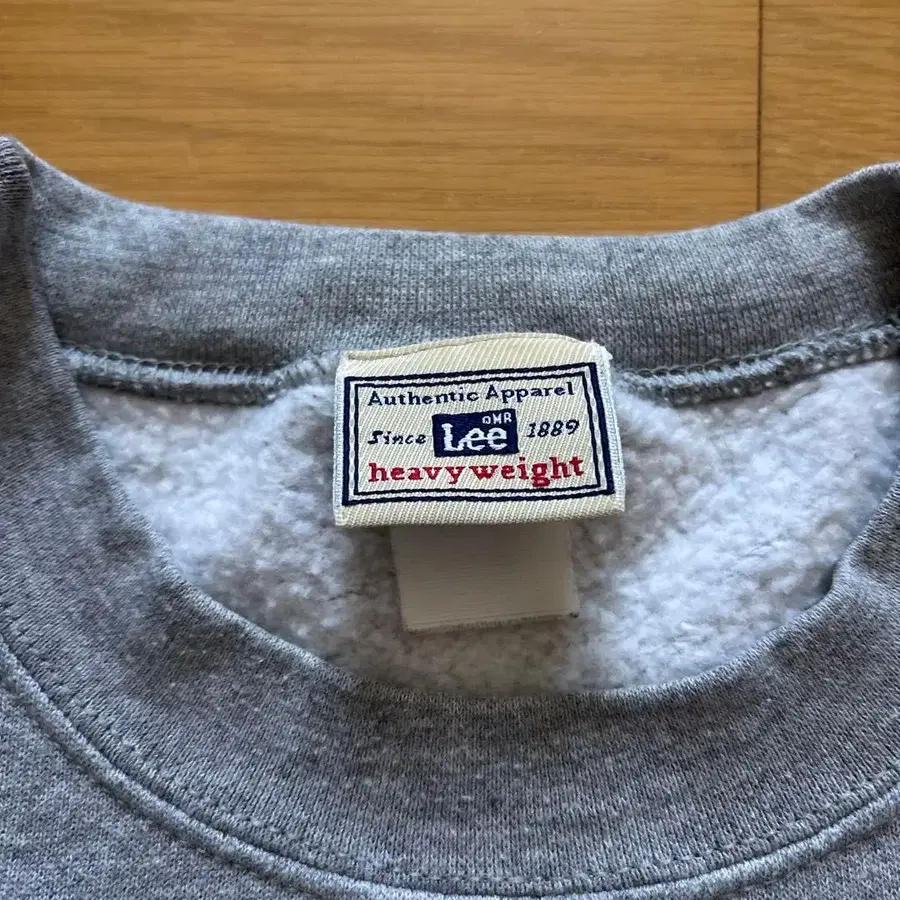 Authentic Apparel
QMR
Since Lee 1889
heavyweight